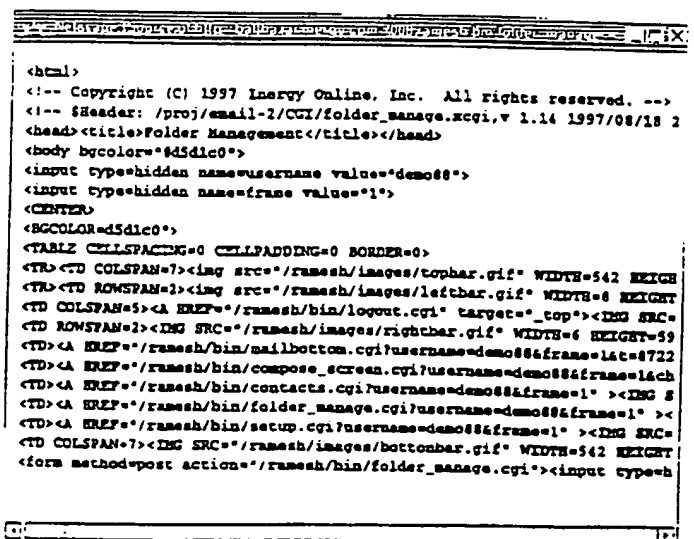 <html>
<!-- Copyright (C) 1997 Inergy Online, Inc. All rights reserved. -->
<!-- $Header: /proj/email-2/CGI/folder_manage.xcgi,v 1.14 1997/08/18 2
<head><title>Folder Management</title></head>
<body bgcolor="#d5d1c0">
<input type=hidden name=username value="demo88">
<input type=hidden name=frame value="1">
<CENTER>
<BGCOLOR=d5d1c0">
<TABLE CELLSPACING=0 CELLPADDING=0 BORDER=0>
<TR><TD COLSPAN=7><img src="/ramesh/images/topbar.gif" WIDTH=542 HEIGH
<TR><TD ROWSPAN=2><img src="/ramesh/images/leftbar.gif" WIDTH=8 HEIGHT
<TD COLSPAN=5><A HREF="/ramesh/bin/logout.cgi" target="_top"><IMG SRC=
<TD ROWSPAN=2><IMG SRC="/ramesh/images/rightbar.gif" WIDTH=6 HEIGHT=59
<TD><A HREF="/ramesh/bin/mailbottom.cgi?username=demo88&frame=1&t=8722
<TD><A HREF="/ramesh/bin/compose_screen.cgi?username=demo88&frame=1&ch
<TD><A HREF="/ramesh/bin/contacts.cgi?username=demo88&frame=1" ><IMG S
<TD><A HREF="/ramesh/bin/folder_manage.cgi?username=demo88&frame=1" ><
<TD><A HREF="/ramesh/bin/setup.cgi?username=demo88&frame=1" ><IMG SRC=
<TD COLSPAN=7><IMG SRC="/ramesh/images/bottonbar.gif" WIDTH=542 HEIGHT
<form method=post action="/ramesh/bin/folder_manage.cgi"><input type=h